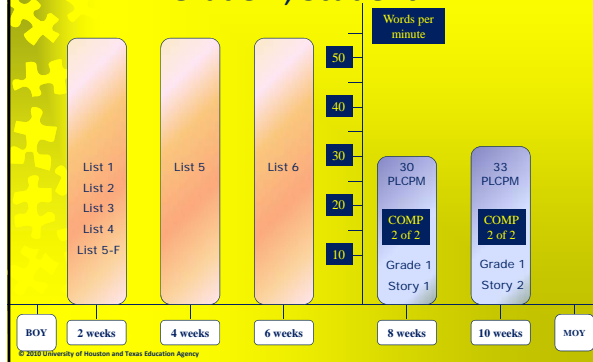 Words per
minute
50
40
30
20
10
List 1
List 2
List 3
List 4
List 5-F
List 5
List 6
30
PLCPM
COMP
2 of 2
Grade 1
Story 1
33
PLCPM
COMP
2 of 2
Grade 1
Story 2
BOY
2 weeks
4 weeks
6 weeks
8 weeks
10 weeks
MOY
© 2010 University of Houston and Texas Education Agency